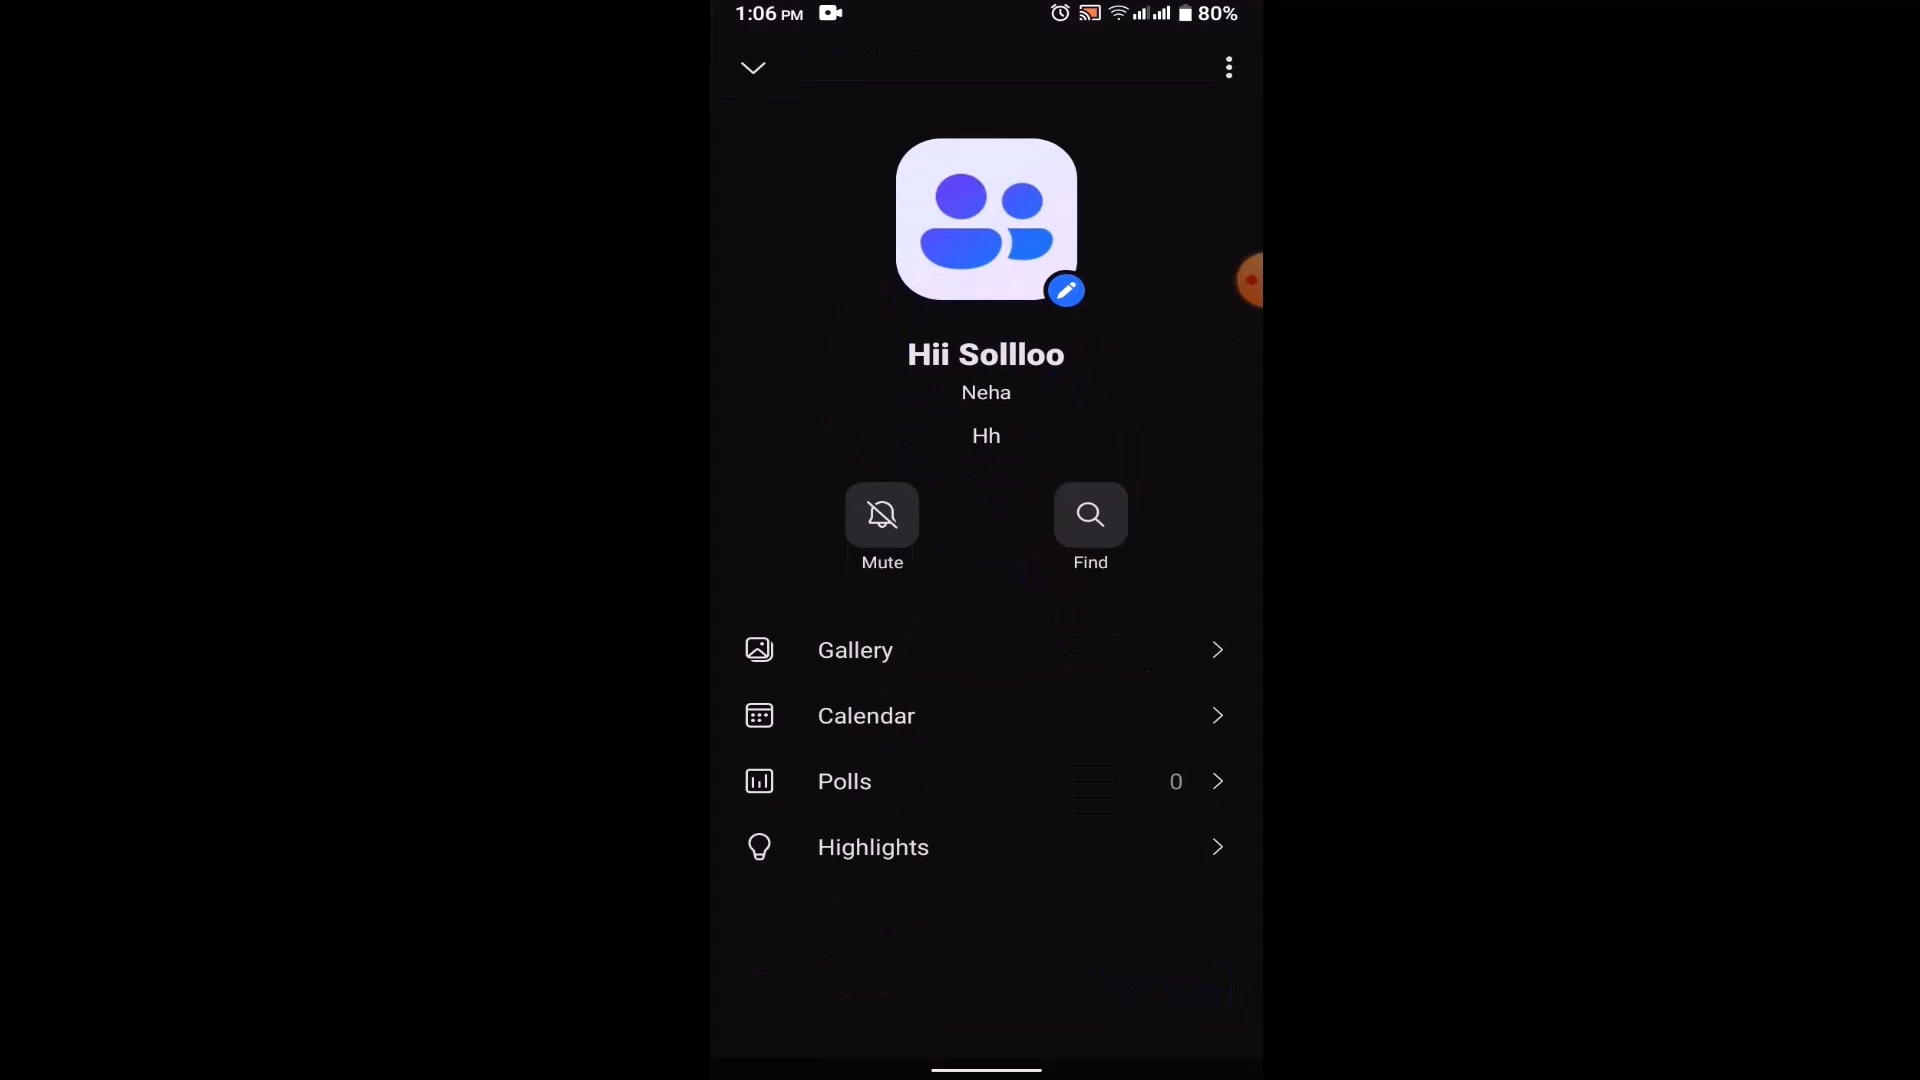 1:06 PM 80%
Hii Sollloo
Neha
Hh
Mute Find
Gallery
Calendar
Polls 0
Highlights